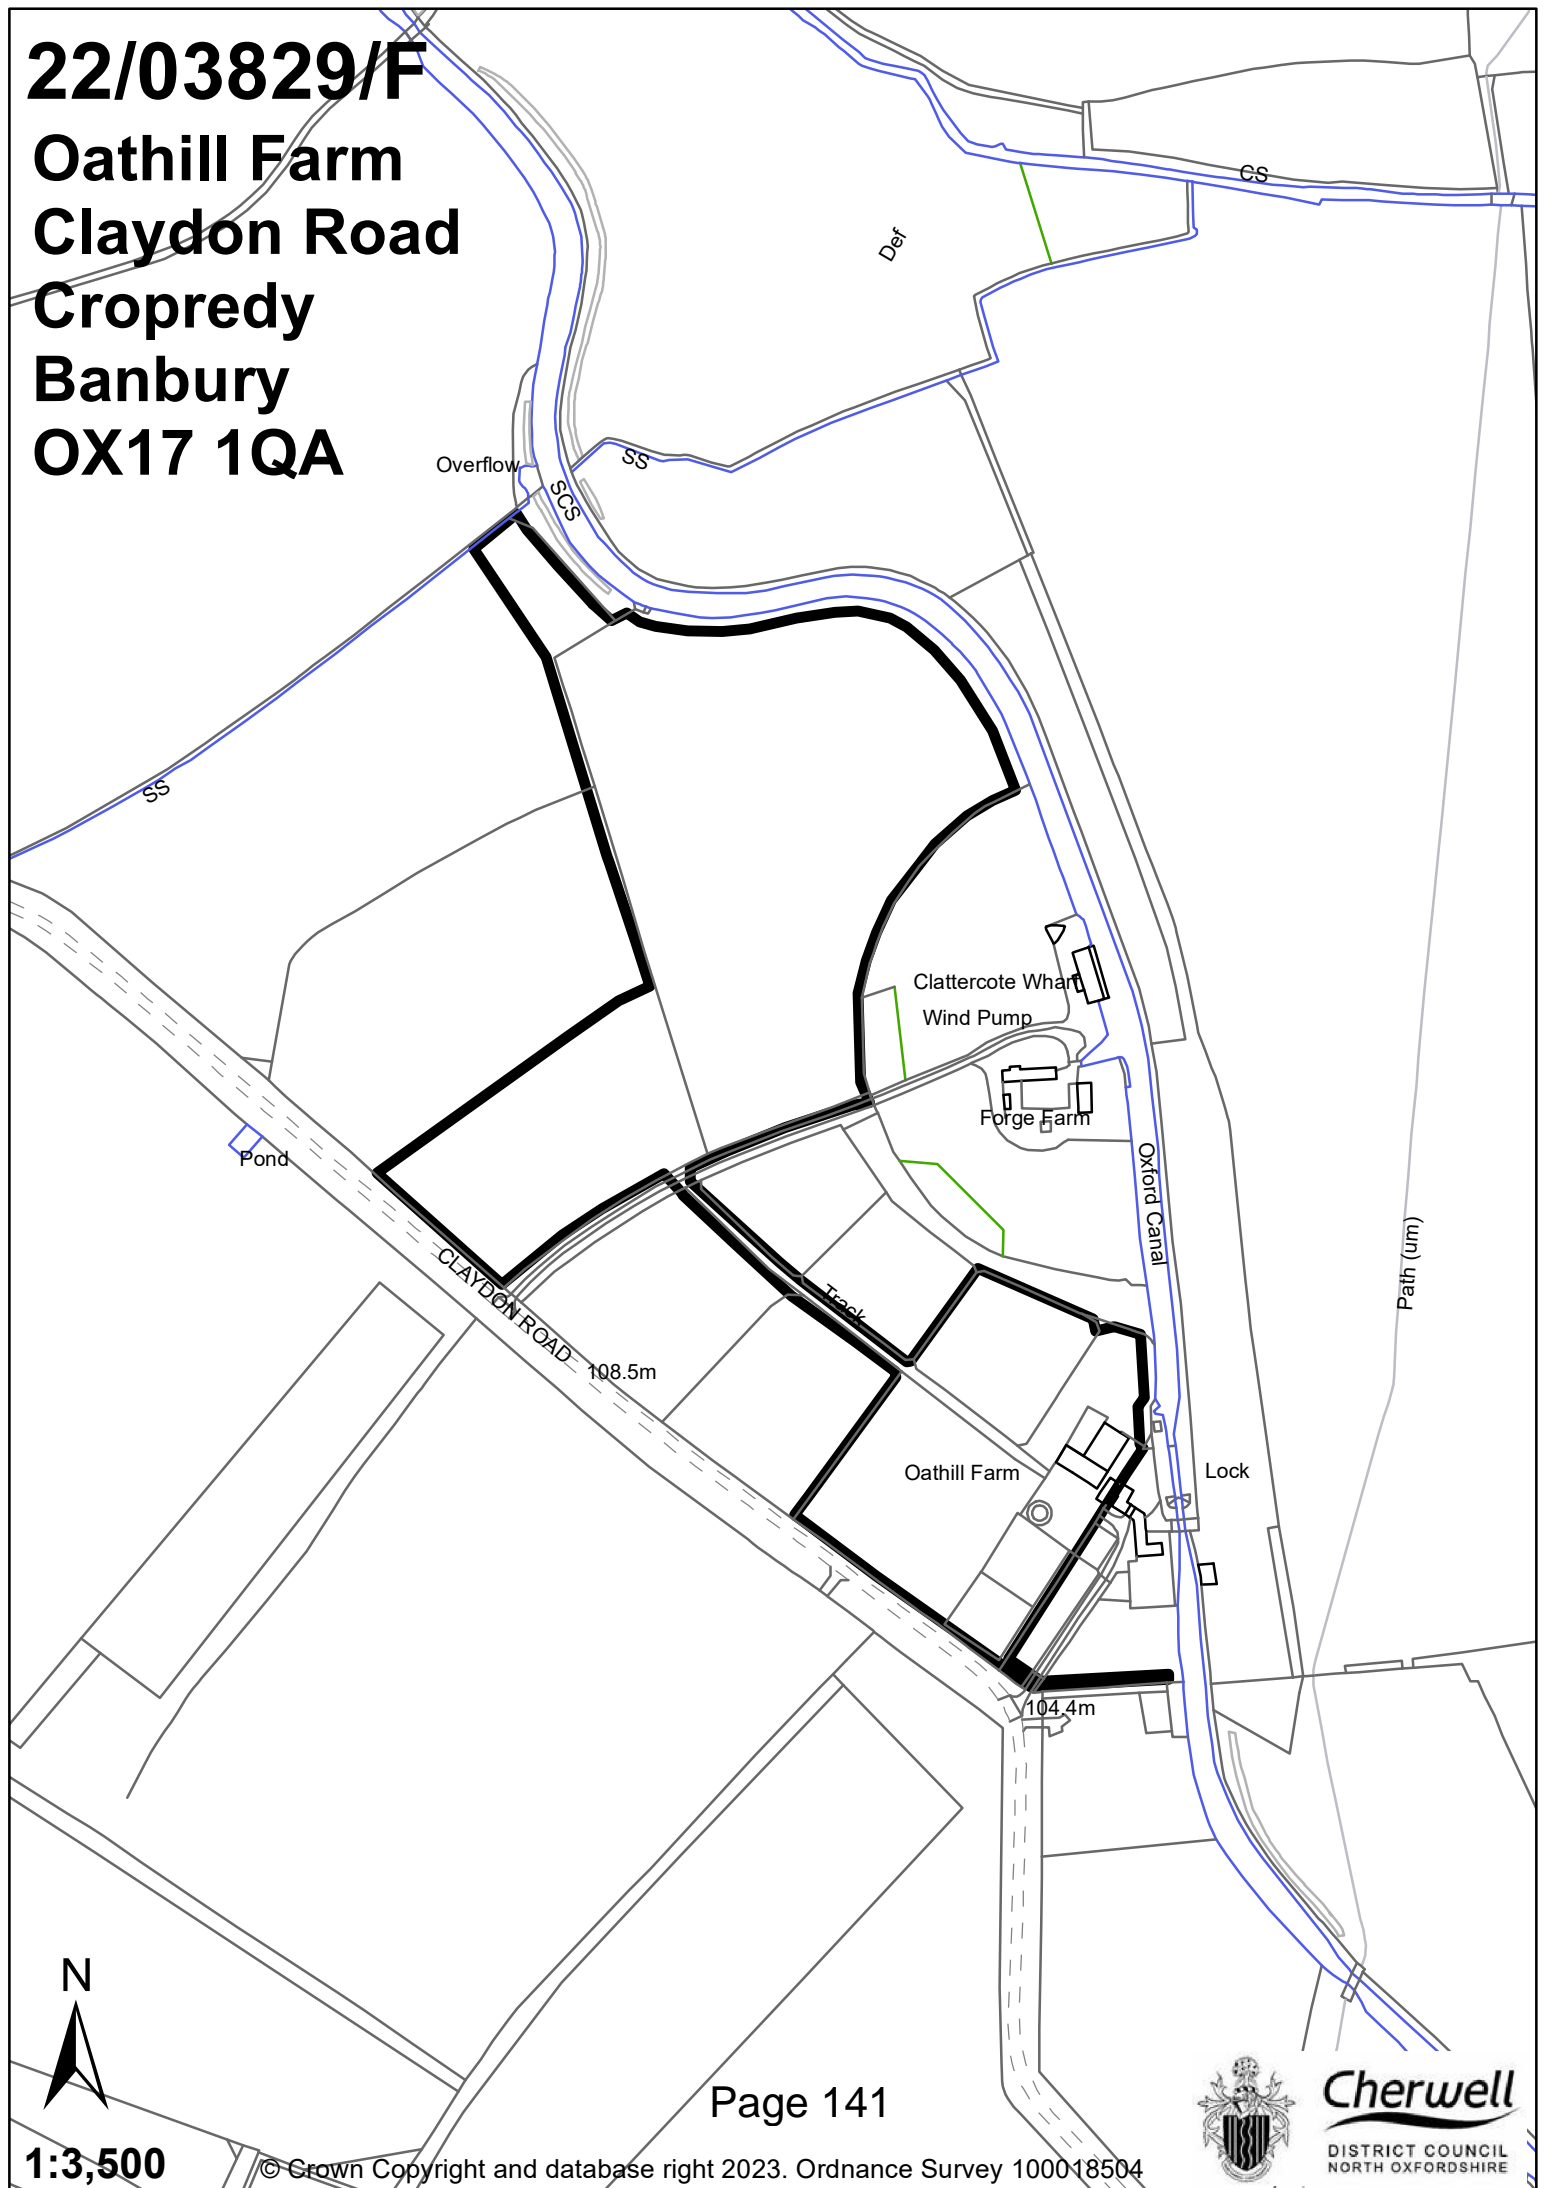 22/03829/F
Oathill Farm
Claydon Road
Cropredy
Banbury
OX17 1QA
CS
Def
Overflow
SS
SCS
SS
Clattercote Wharf
Wind Pump
Forge Farm
Pond
Oxford Canal
Path (um)
CLAYDON ROAD
Track
108.5m
Oathill Farm
Lock
104.4m
N
Page 141
1:3,500
© Crown Copyright and database right 2023. Ordnance Survey 100018504
Cherwell
DISTRICT COUNCIL
NORTH OXFORDSHIRE